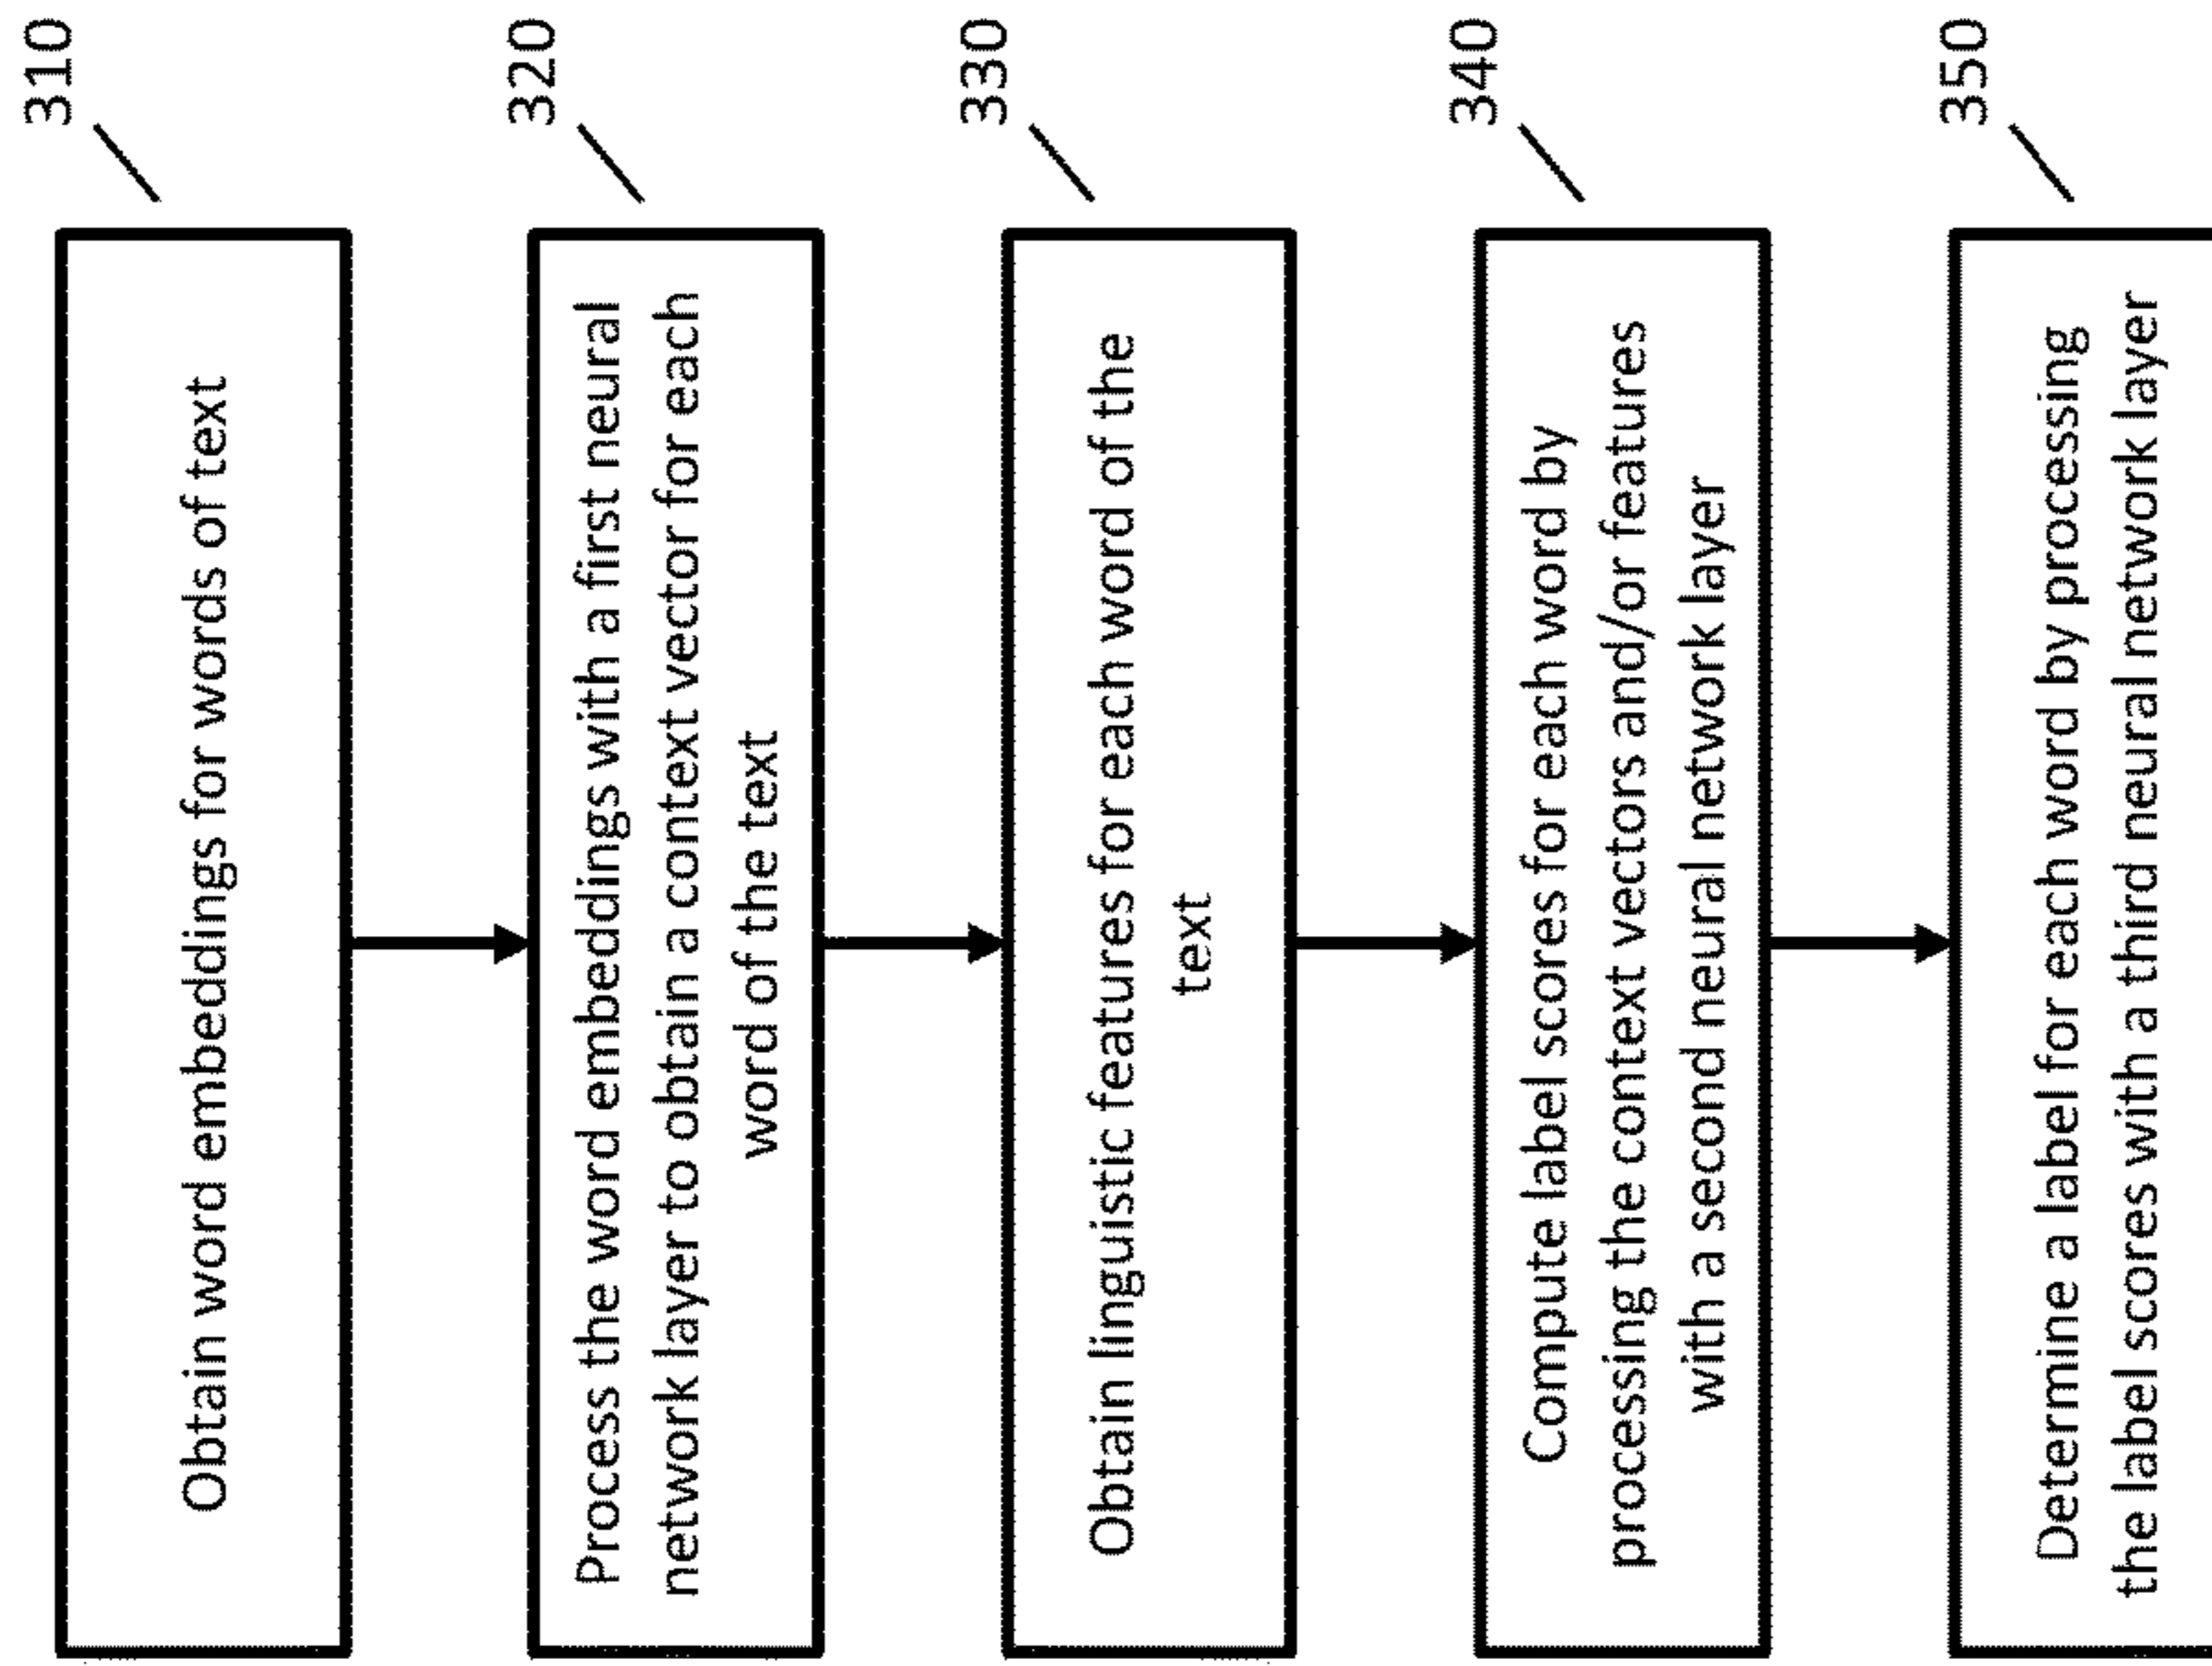 310
Obtain word embeddings for words of text
320
Process the word embeddings with a first neural
network layer to obtain a context vector for each
word of the text
330
Obtain linguistic features for each word of the
text
340
Compute label scores for each word by
processing the context vectors and/or features
with a second neural network layer
350
Determine a label for each word by processing
the label scores with a third neural network layer